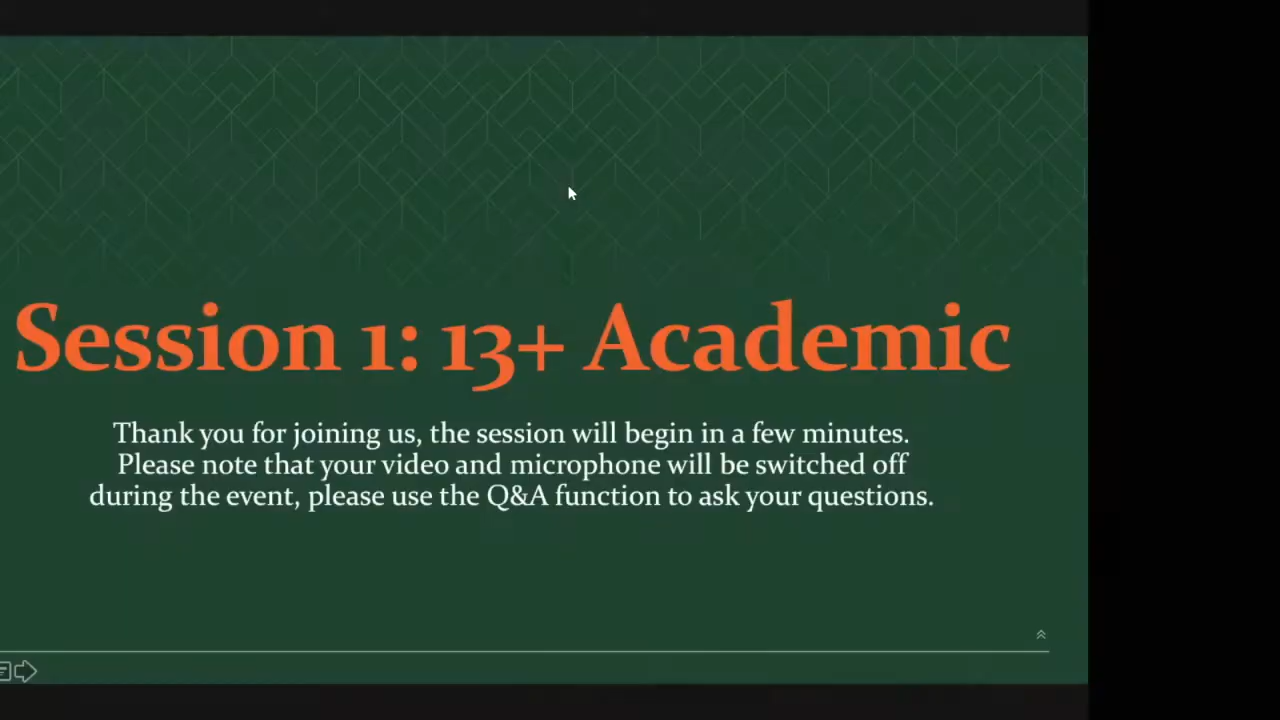 Session 1: 13+ Academic
Thank you for joining us, the session will begin in a few minutes.
Please note that your video and microphone will be switched off
during the event, please use the Q&A function to ask your questions.